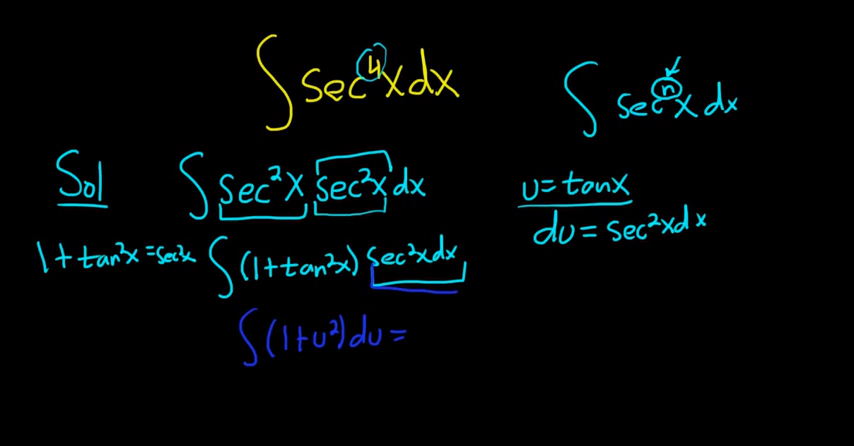 ∫ sec⁴x dx
∫ secⁿx dx
Sol ∫ sec²x sec²x dx
u = tanx
du = sec²x dx
1 + tan²x = sec²x ∫ (1 + tan²x) sec²x dx
∫ (1 + u²) du =